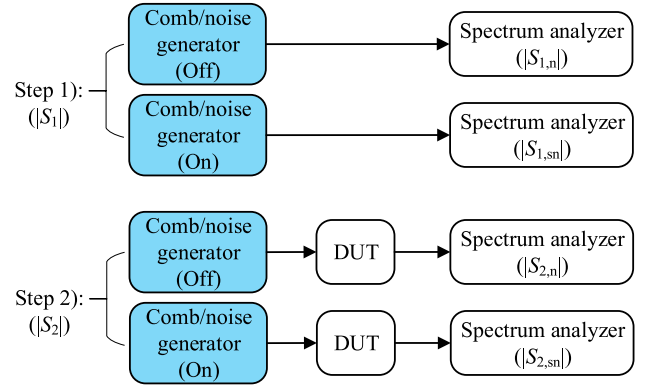 Comb/noise
generator
(Off)
Spectrum analyzer
(|S1,n|)
Step 1):
(|S1|)
Comb/noise
generator
(On)
Spectrum analyzer
(|S1,sn|)
Comb/noise
generator
(Off)
DUT
Spectrum analyzer
(|S2,n|)
Step 2):
(|S2|)
Comb/noise
generator
(On)
DUT
Spectrum analyzer
(|S2,sn|)